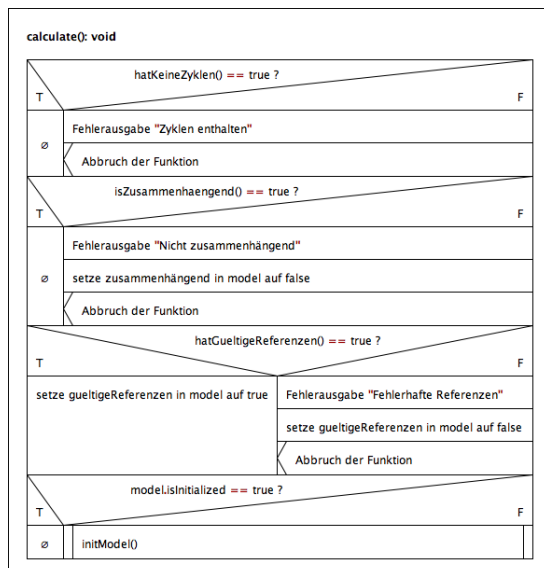 calculate(): void
hatKeineZyklen() == true ?
T F
ø
Fehlerausgabe "Zyklen enthalten"
Abbruch der Funktion
isZusammenhaengend() == true ?
T F
ø
Fehlerausgabe "Nicht zusammenhängend"
setze zusammenhängend in model auf false
Abbruch der Funktion
hatGueltigeReferenzen() == true ?
T F
setze gueltigeReferenzen in model auf true
Fehlerausgabe "Fehlerhafte Referenzen"
setze gueltigeReferenzen in model auf false
Abbruch der Funktion
model.isInitialized == true ?
T F
ø
initModel()